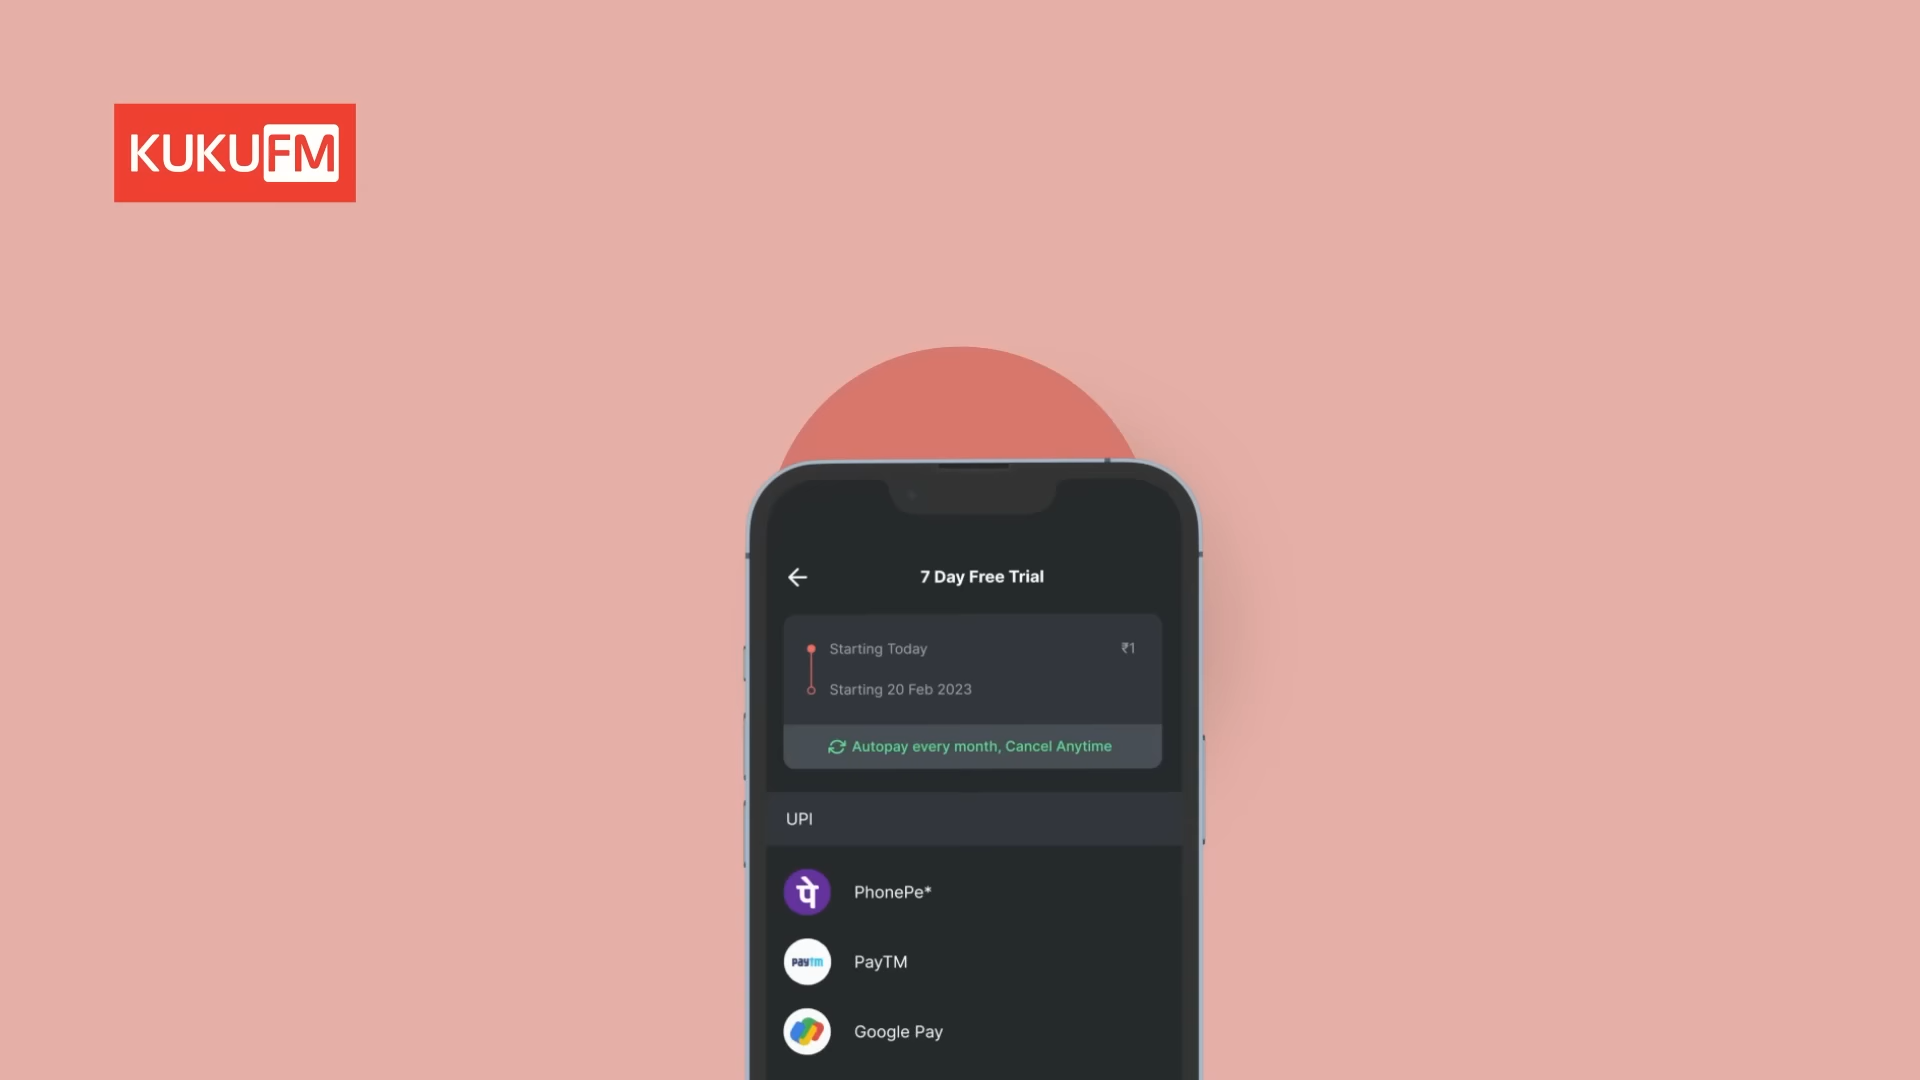 KUKUFM
7 Day Free Trial
Starting Today ₹1
Starting 20 Feb 2023
Autopay every month, Cancel Anytime
UPI
पे
PhonePe*
paytm
PayTM
Google Pay